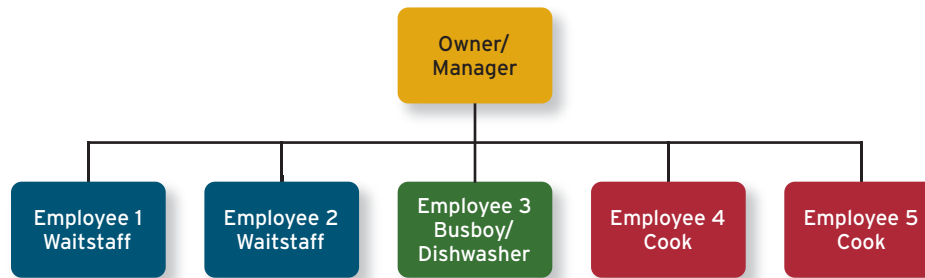 Owner/
Manager
Employee 1
Waitstaff
Employee 2
Waitstaff
Employee 3
Busboy/
Dishwasher
Employee 4
Cook
Employee 5
Cook